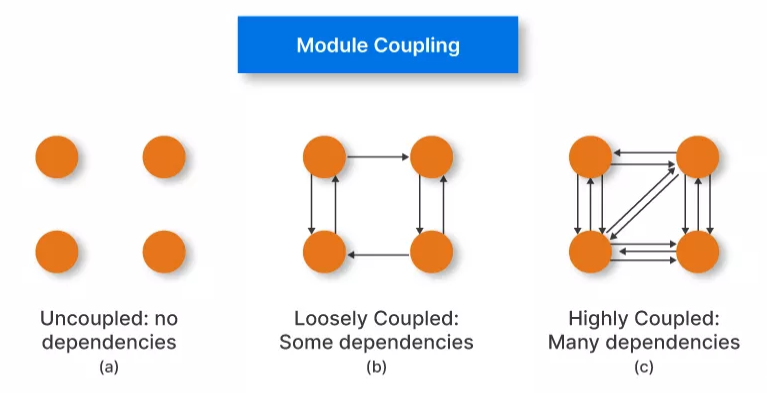 Module Coupling
Uncoupled: no
dependencies
(a)
Loosely Coupled:
Some dependencies
(b)
Highly Coupled:
Many dependencies
(c)